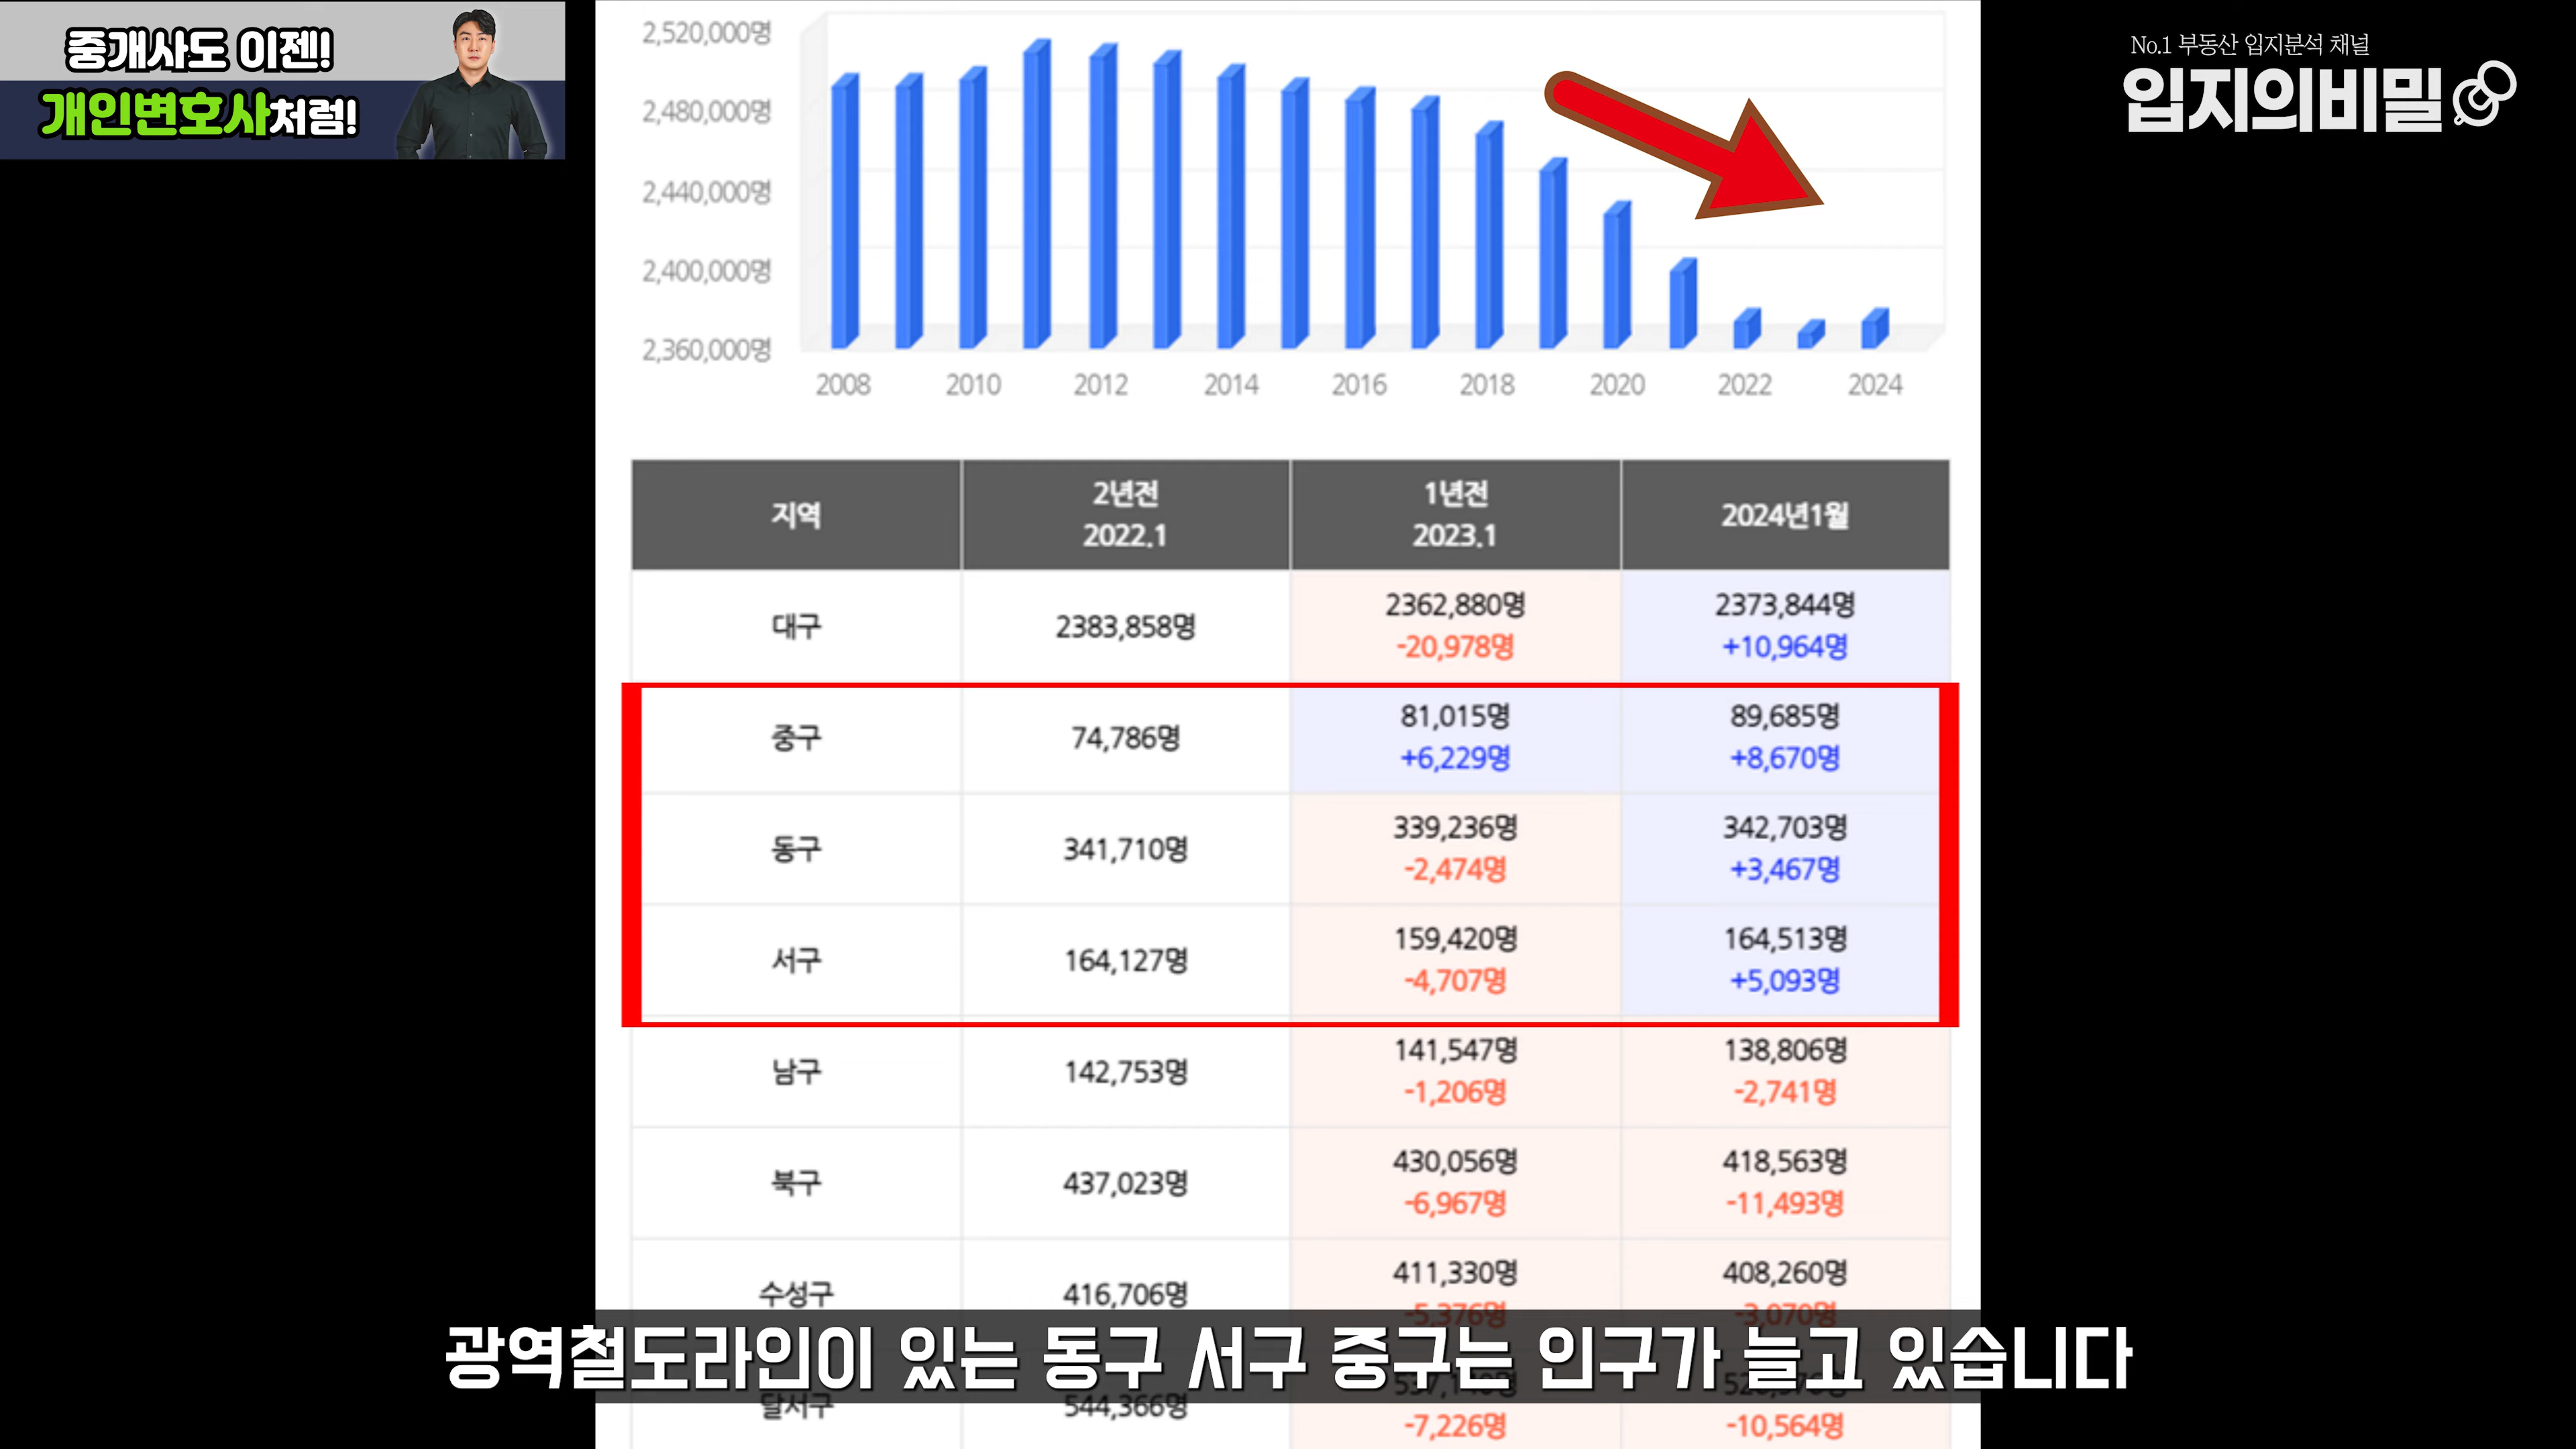 중개사도 이젠!
개인변호사처럼!
No.1 부동산 입지분석 채널
입지의비밀
2,520,000명
2,480,000명
2,440,000명
2,400,000명
2,360,000명
2008 2010 2012 2014 2016 2018 2020 2022 2024
지역 2년전 2022.1 1년전 2023.1 2024년1월
대구 2383,858명 2362,880명 2373,844명
-20,978명 +10,964명
중구 74,786명 81,015명 89,685명
+6,229명 +8,670명
동구 341,710명 339,236명 342,703명
-2,474명 +3,467명
서구 164,127명 159,420명 164,513명
-4,707명 +5,093명
남구 142,753명 141,547명 138,806명
-1,206명 -2,741명
북구 437,023명 430,056명 418,563명
-6,967명 -11,493명
수성구 416,706명 411,330명 408,260명
-5,376명 -3,070명
광역철도라인이 있는 동구 서구 중구는 인구가 늘고 있습니다
달서구 544,366명
-7,226명 -10,564명